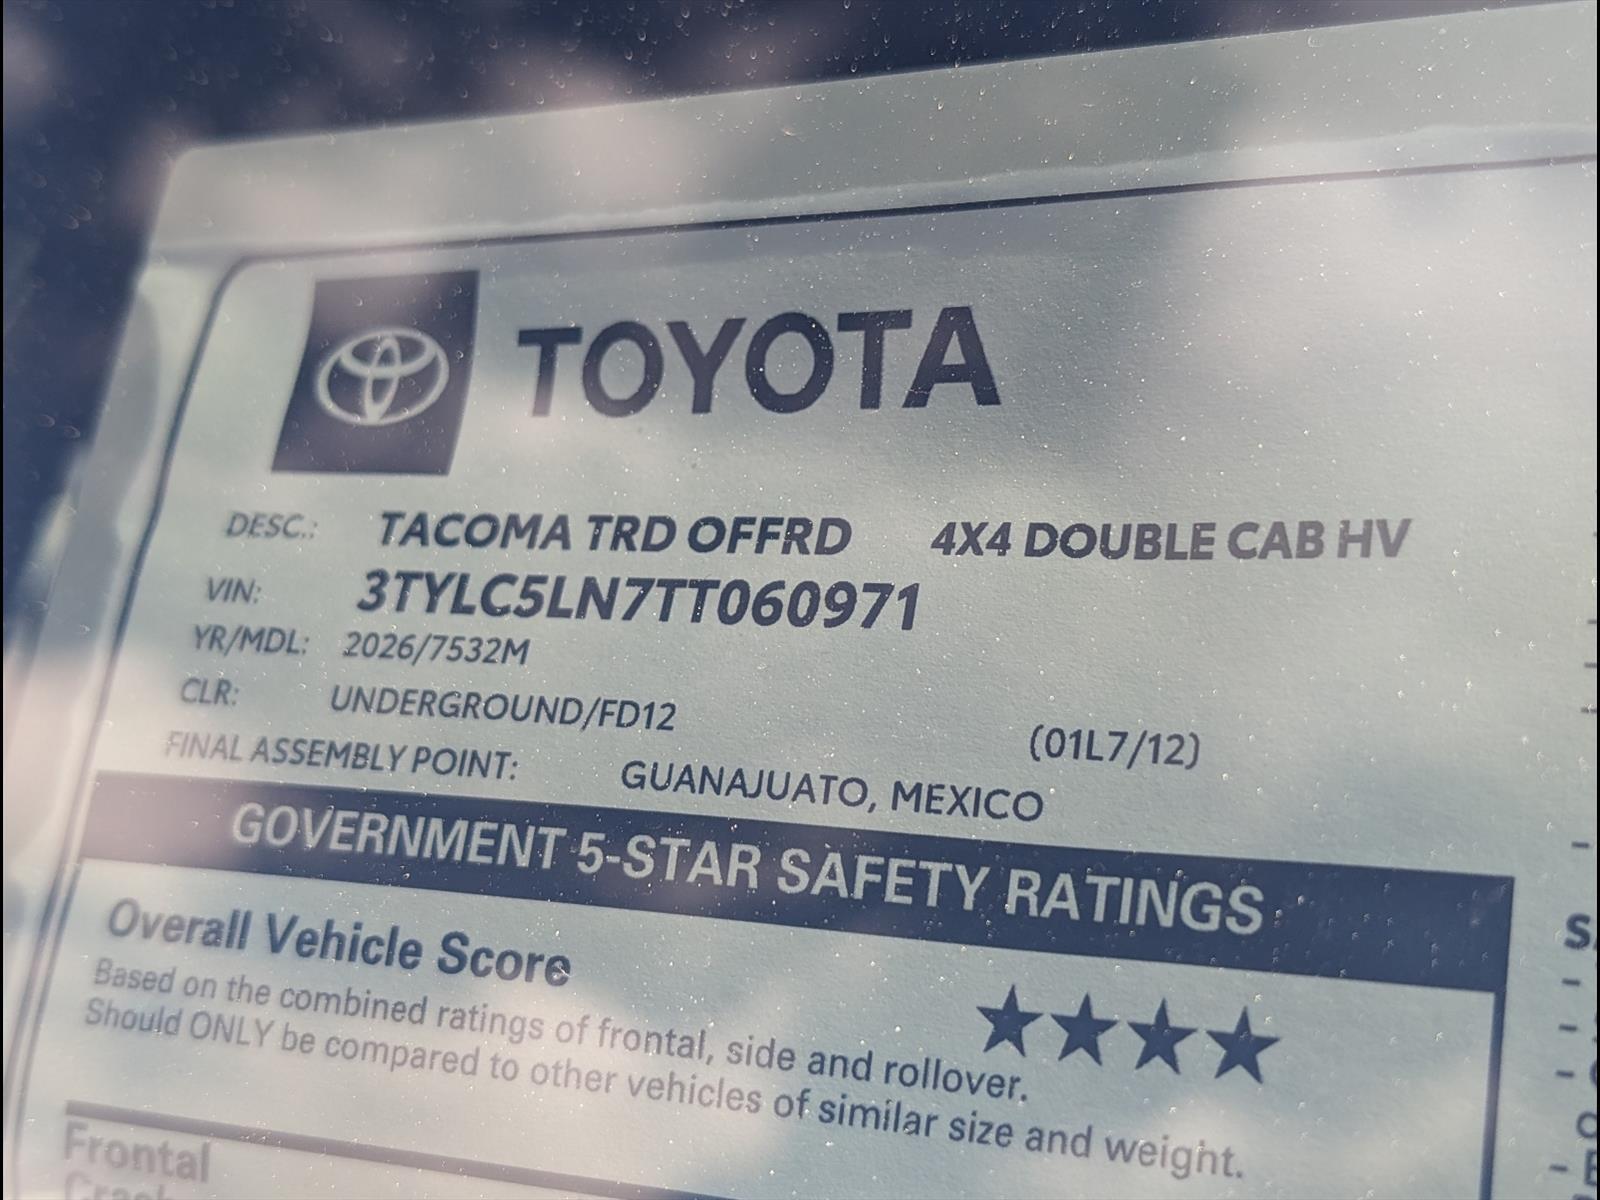 TOYOTA
DESC.: TACOMA TRD OFFRD 4X4 DOUBLE CAB HV
VIN: 3TYLC5LN7TT060971
YR/MDL: 2026/7532M
CLR: UNDERGROUND/FD12 (01L7/12)
FINAL ASSEMBLY POINT: GUANAJUATO, MEXICO
GOVERNMENT 5-STAR SAFETY RATINGS
Overall Vehicle Score ★★★★
Based on the combined ratings of frontal, side and rollover.
Should ONLY be compared to other vehicles of similar size and weight.
Frontal